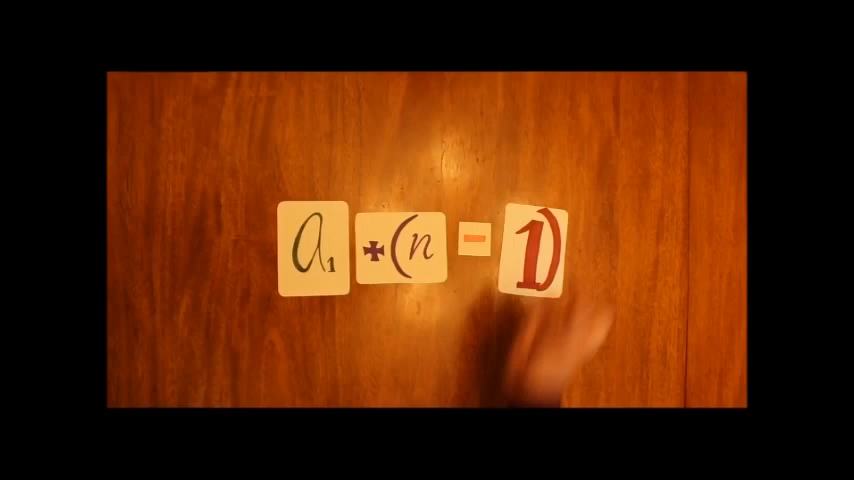 a₁ + (n - 1)